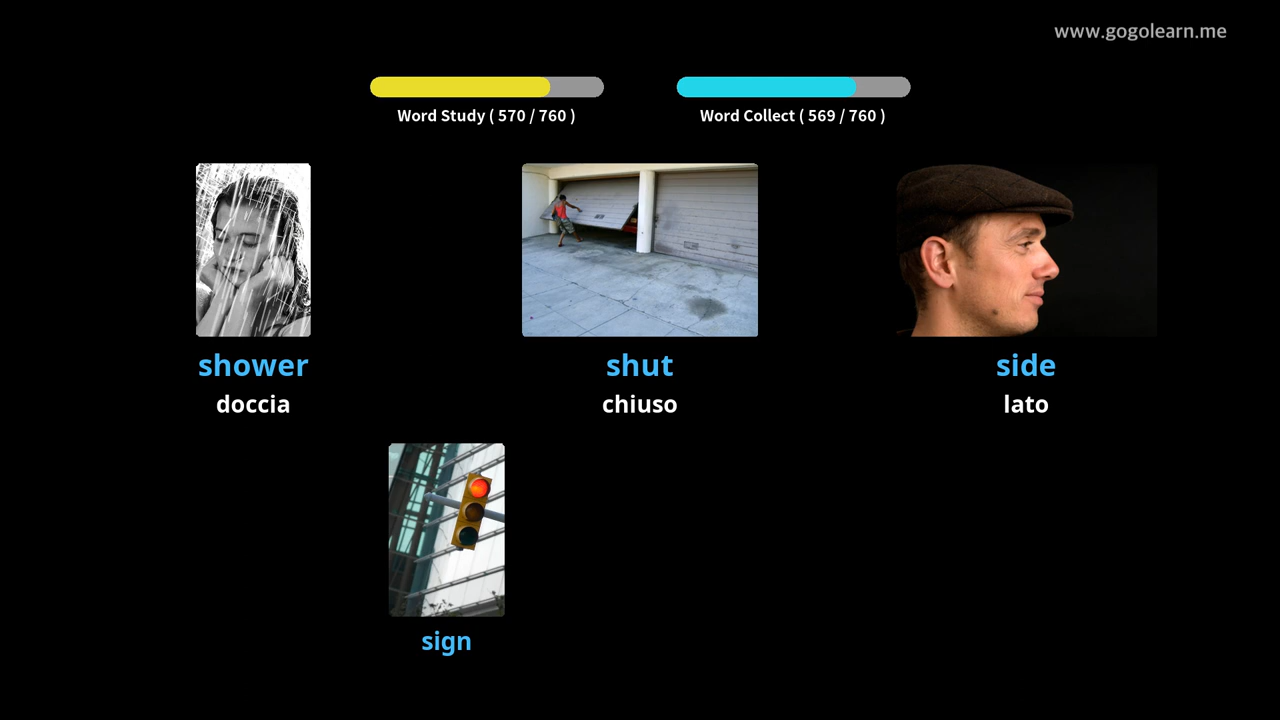 www.gogolearn.me
Word Study ( 570 / 760 )
Word Collect ( 569 / 760 )
shower
doccia
shut
chiuso
side
lato
sign